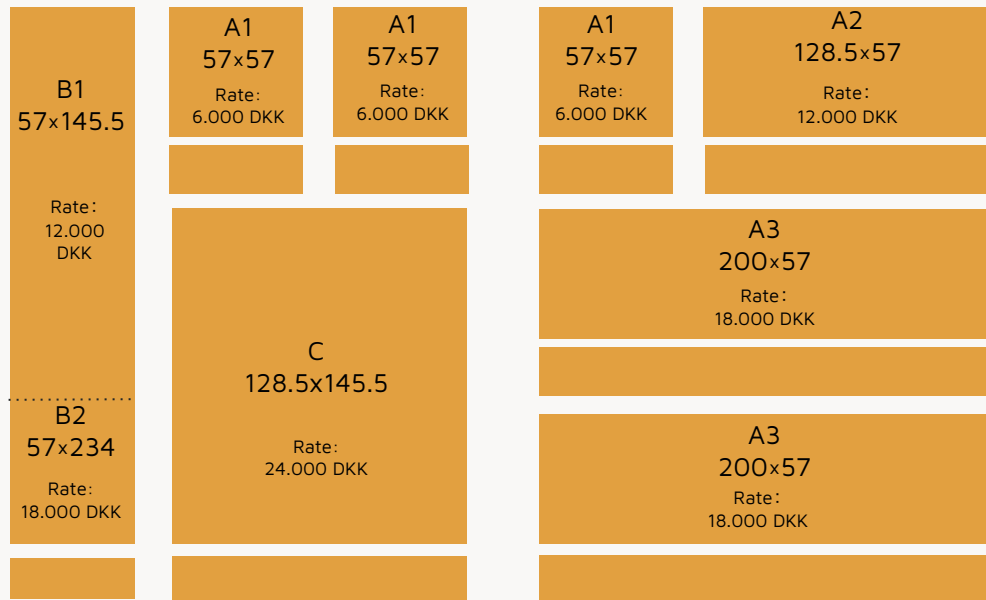 B1
57×145.5
Rate:
12.000
DKK
B2
57×234
Rate:
18.000 DKK
A1
57×57
Rate:
6.000 DKK
A1
57×57
Rate:
6.000 DKK
C
128.5x145.5
Rate:
24.000 DKK
A1
57×57
Rate:
6.000 DKK
A2
128.5×57
Rate:
12.000 DKK
A3
200×57
Rate:
18.000 DKK
A3
200×57
Rate:
18.000 DKK